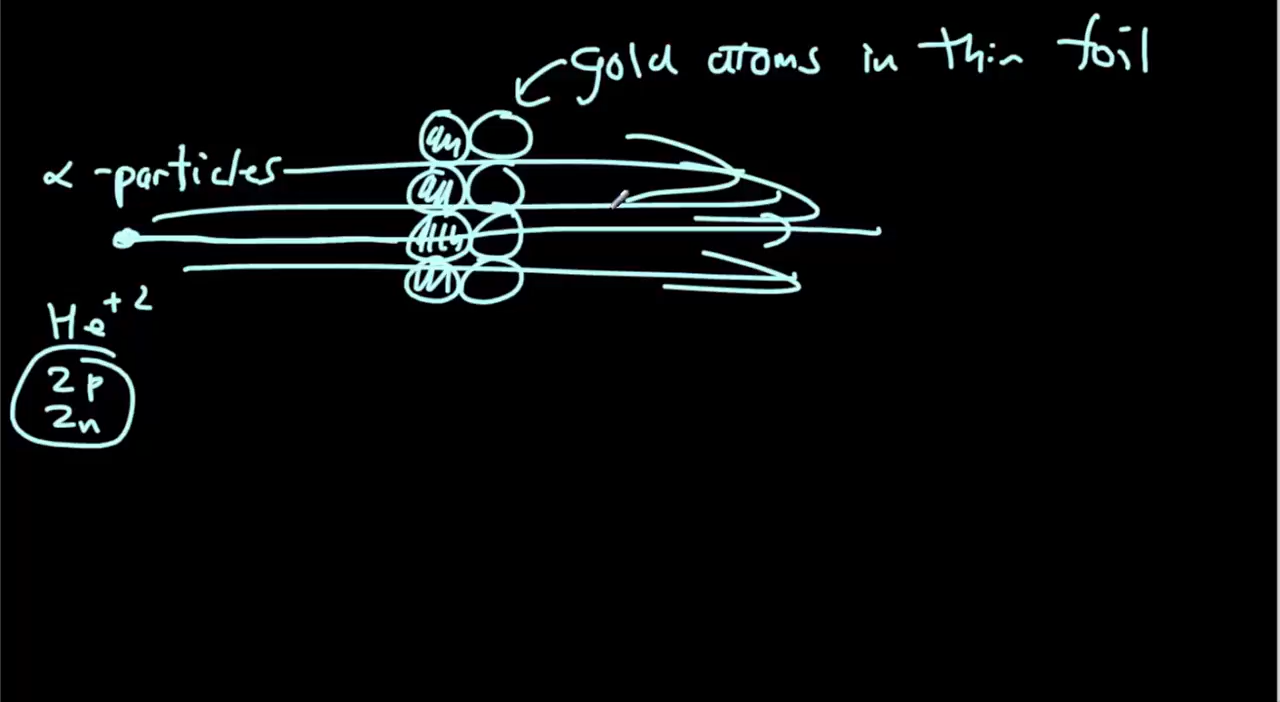 gold atoms in thin foil
α-particles
He+2
2p
2n